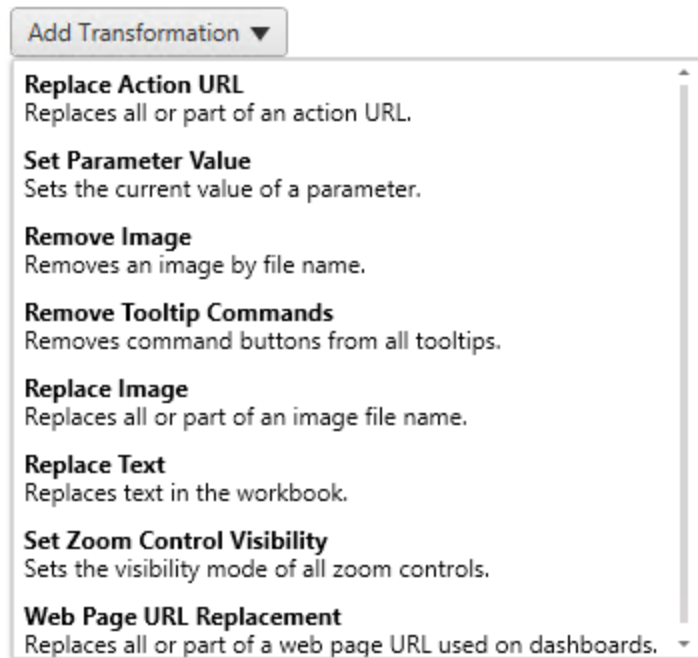 Add Transformation
Replace Action URL
Replaces all or part of an action URL.
Set Parameter Value
Sets the current value of a parameter.
Remove Image
Removes an image by file name.
Remove Tooltip Commands
Removes command buttons from all tooltips.
Replace Image
Replaces all or part of an image file name.
Replace Text
Replaces text in the workbook.
Set Zoom Control Visibility
Sets the visibility mode of all zoom controls.
Web Page URL Replacement
Replaces all or part of a web page URL used on dashboards.